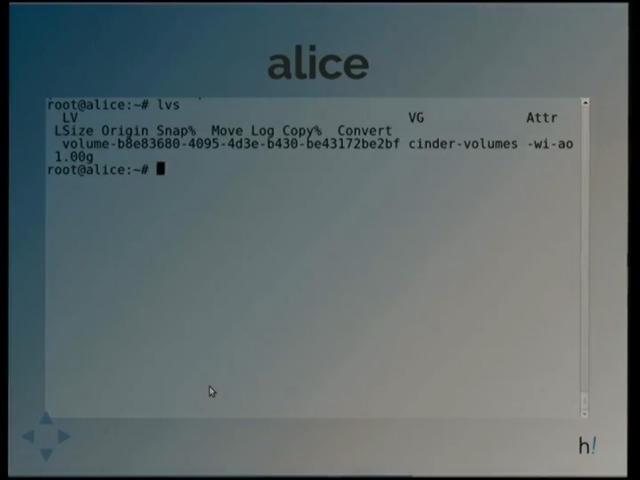 alice
root@alice:~# lvs
LV VG Attr
LSize Origin Snap% Move Log Copy% Convert
volume-b8e83680-4095-4d3e-b430-be43172be2bf cinder-volumes -wi-ao
1.00g
root@alice:~#
h!